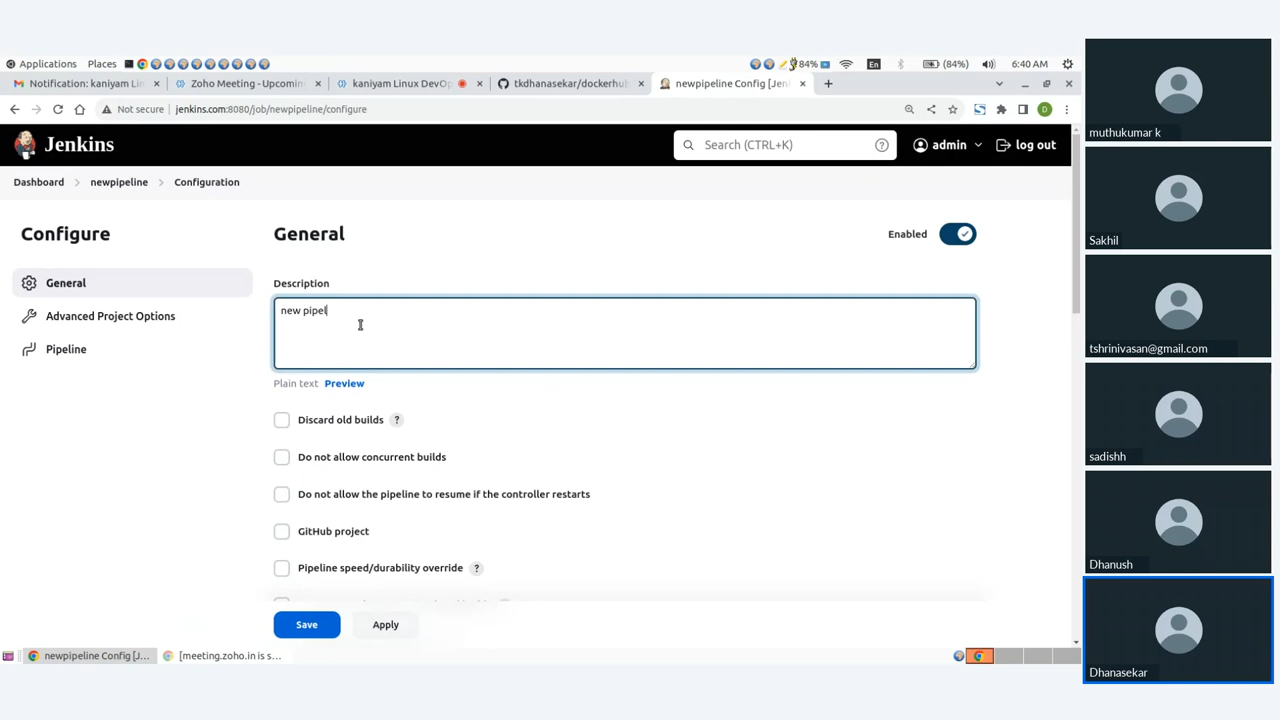 Applications Places 84% En (84%) 6:40 AM
Notification: kaniyam Lin Zoho Meeting - Upcomin kaniyam Linux DevO tkdhanasekar/dockerhub newpipeline Config [Jen
Not secure jenkins.com:8080/job/newpipeline/configure
Jenkins Search (CTRL+K) ? admin log out
Dashboard newpipeline Configuration
Configure
General
Advanced Project Options
Pipeline
General Enabled
Description
new pipel
Plain text Preview
Discard old builds ?
Do not allow concurrent builds
Do not allow the pipeline to resume if the controller restarts
GitHub project
Pipeline speed/durability override ?
Save Apply
newpipeline Config [J... [meeting.zoho.in is s...
muthukumar k
Sakhil
tshrinivasan@gmail.com
sadishh
Dhanush
Dhanasekar